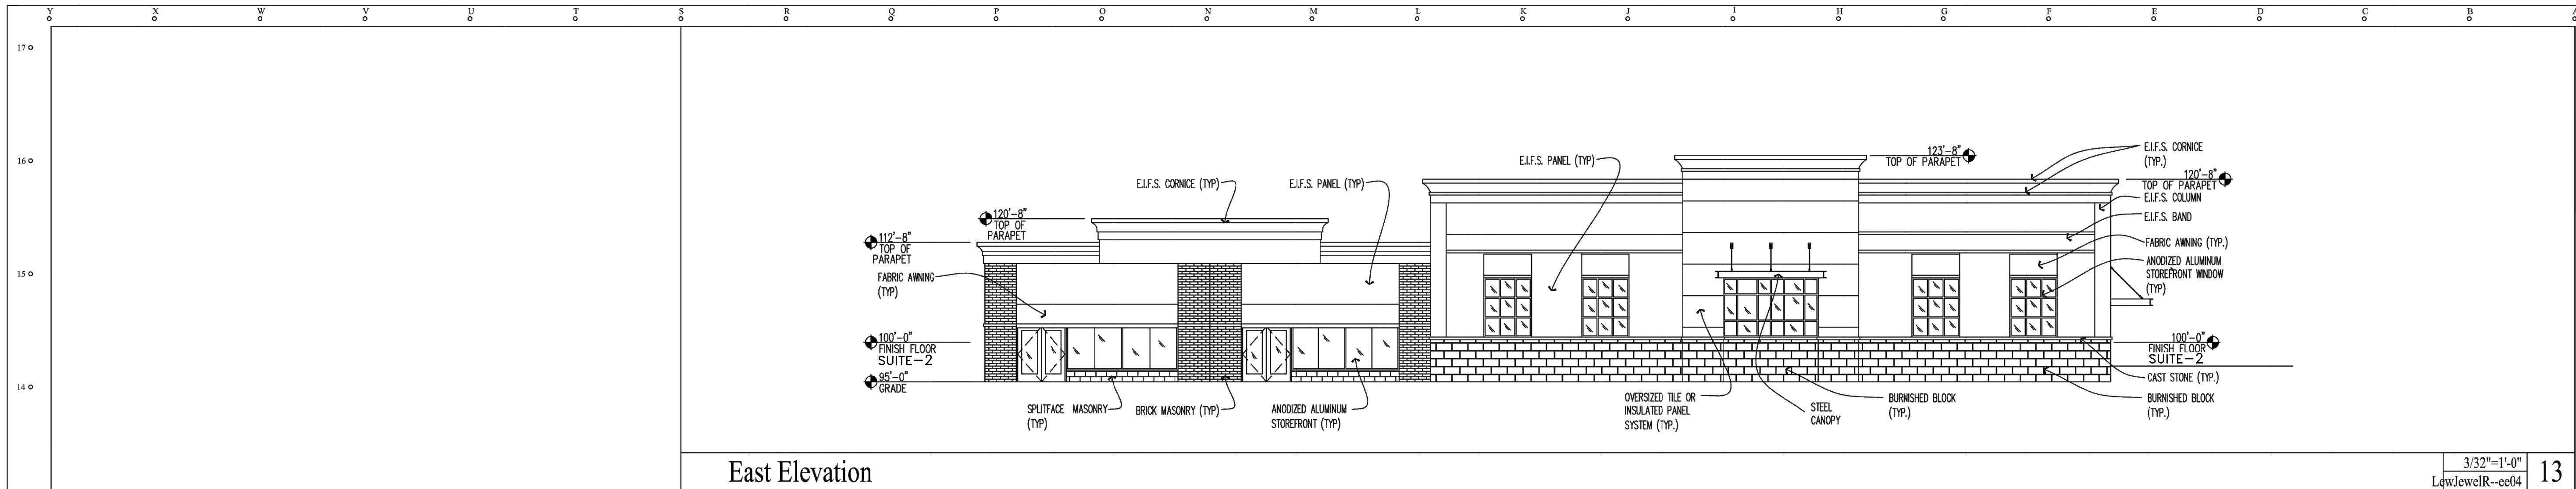 Y X W V U T S R Q P O N M L K J I H G F E D C B A
17
16
15
14
E.I.F.S. PANEL (TYP)
123'-8"
TOP OF PARAPET
E.I.F.S. CORNICE
(TYP.)
120'-8"
TOP OF PARAPET
E.I.F.S. COLUMN
E.I.F.S. BAND
FABRIC AWNING (TYP.)
ANODIZED ALUMINUM
STOREFRONT WINDOW
(TYP)
E.I.F.S. CORNICE (TYP)
E.I.F.S. PANEL (TYP)
120'-8"
TOP OF
PARAPET
112'-8"
TOP OF
PARAPET
FABRIC AWNING
(TYP)
100'-0"
FINISH FLOOR
SUITE-2
95'-0"
GRADE
100'-0"
FINISH FLOOR
SUITE-2
CAST STONE (TYP.)
BURNISHED BLOCK
(TYP.)
SPLITFACE MASONRY
(TYP)
BRICK MASONRY (TYP)
ANODIZED ALUMINUM
STOREFRONT (TYP)
OVERSIZED TILE OR
INSULATED PANEL
SYSTEM (TYP.)
STEEL
CANOPY
BURNISHED BLOCK
(TYP.)
East Elevation
3/32"=1'-0"
LewJewelR--ee04
13